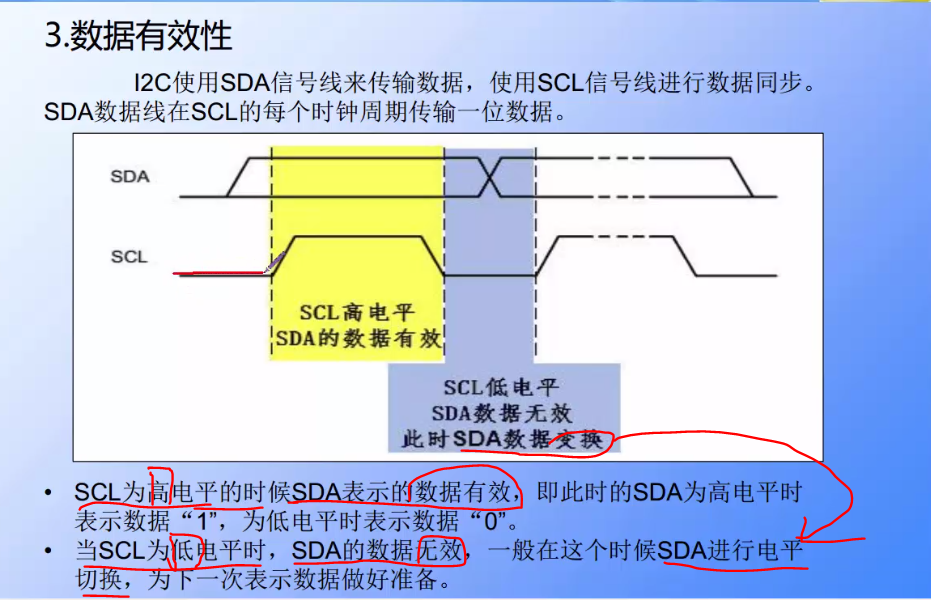 3.数据有效性
I2C使用SDA信号线来传输数据，使用SCL信号线进行数据同步。
SDA数据线在SCL的每个时钟周期传输一位数据。
SDA
SCL
SCL高电平
SDA的数据有效
SCL低电平
SDA数据无效
此时SDA数据变换
• SCL为高电平的时候SDA表示的数据有效，即此时的SDA为高电平时
表示数据“1”，为低电平时表示数据“0”。
• 当SCL为低电平时，SDA的数据无效，一般在这个时候SDA进行电平
切换，为下一次表示数据做好准备。